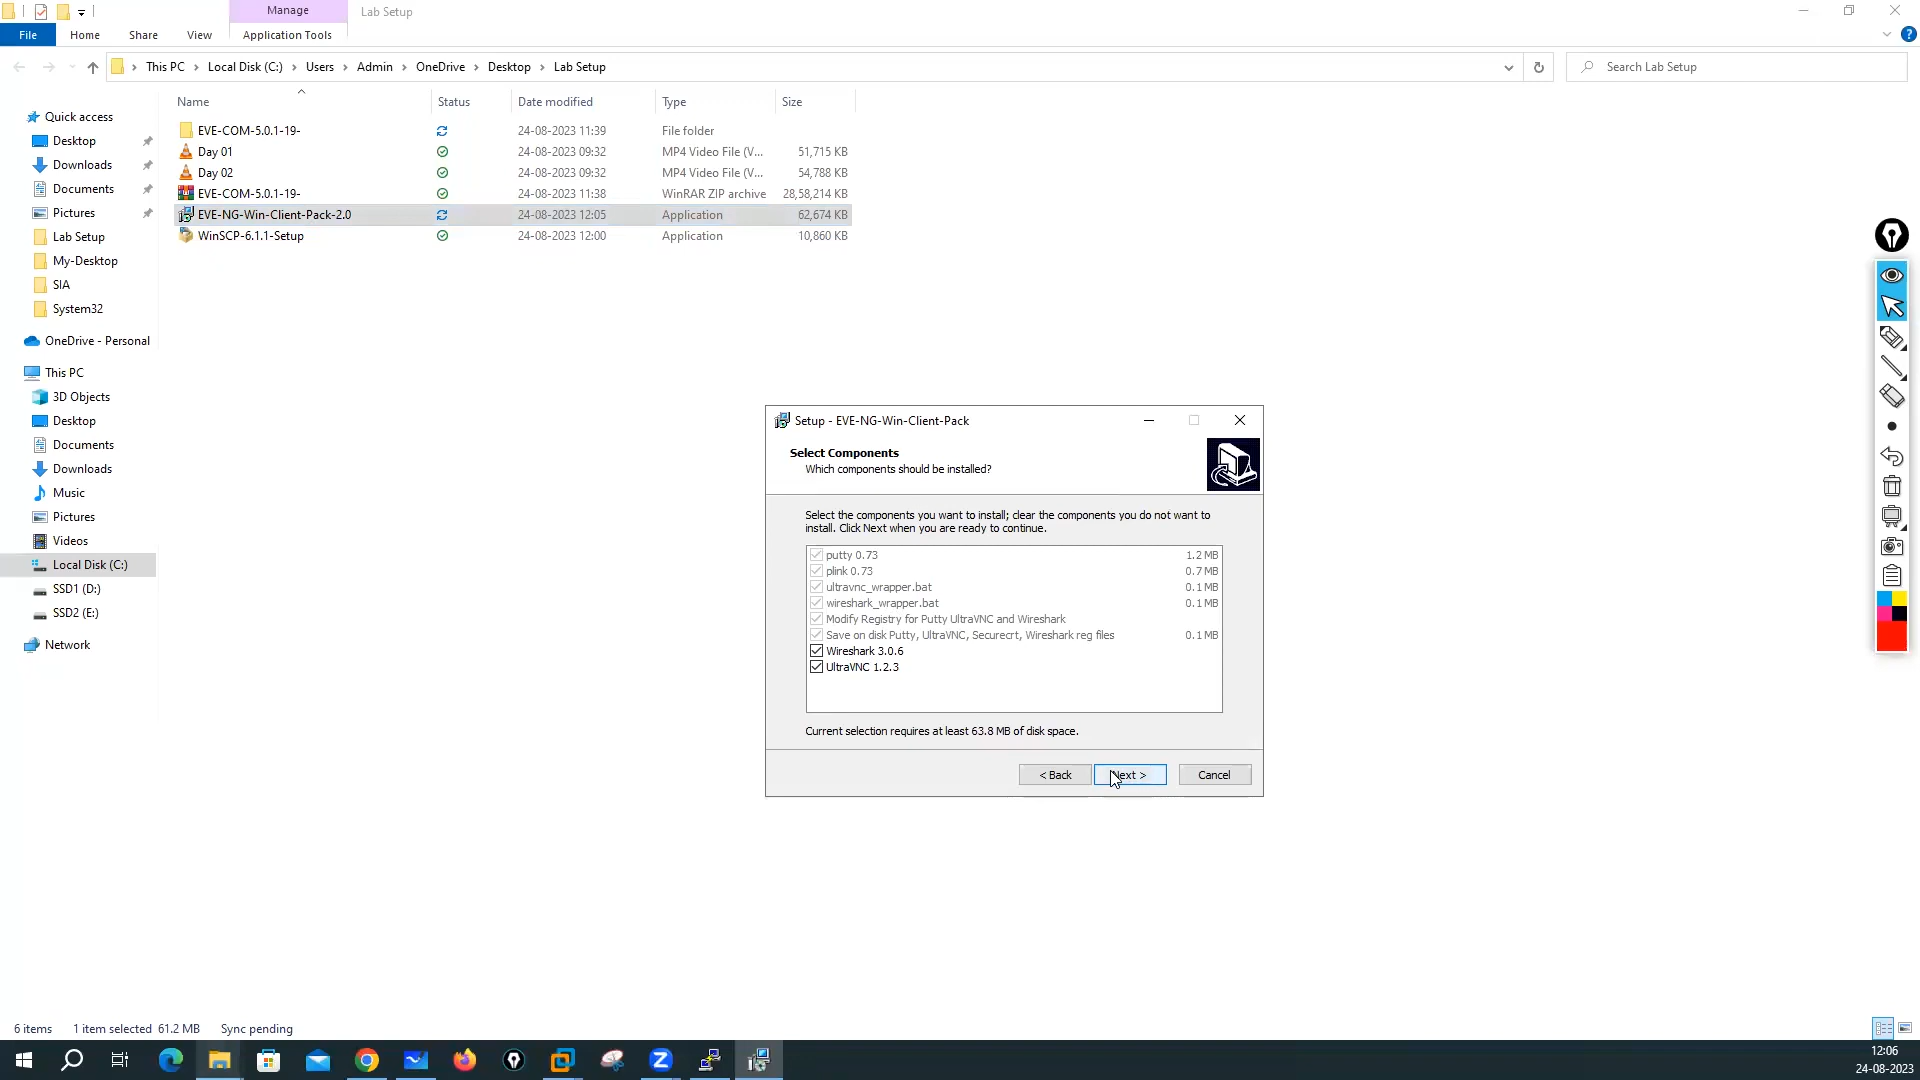 Manage
Lab Setup
File
Home
Share
View
Application Tools
This PC
Local Disk (C:)
Users
Admin
OneDrive
Desktop
Lab Setup
Search Lab Setup
Name
Status
Date modified
Type
Size
EVE-COM-5.0.1-19-
24-08-2023 11:39
File folder
Day 01
24-08-2023 09:32
MP4 Video File (V...
51,715 KB
Day 02
24-08-2023 09:32
MP4 Video File (V...
54,788 KB
EVE-COM-5.0.1-19-
24-08-2023 11:38
WinRAR ZIP archive
28,58,214 KB
EVE-NG-Win-Client-Pack-2.0
24-08-2023 12:05
Application
62,674 KB
WinSCP-6.1.1-Setup
24-08-2023 12:00
Application
10,860 KB
Quick access
Desktop
Downloads
Documents
Pictures
Lab Setup
My-Desktop
SIA
System32
OneDrive - Personal
This PC
3D Objects
Desktop
Documents
Downloads
Music
Pictures
Videos
Local Disk (C:)
SSD1 (D:)
SSD2 (E:)
Network
Setup - EVE-NG-Win-Client-Pack
Select Components
Which components should be installed?
Select the components you want to install; clear the components you do not want to
install. Click Next when you are ready to continue.
putty 0.73
1.2 MB
plink 0.73
0.7 MB
ultravnc_wrapper.bat
0.1 MB
wireshark_wrapper.bat
0.1 MB
Modify Registry for Putty UltraVNC and Wireshark
Save on disk Putty, UltraVNC, Securecrt, Wireshark reg files
0.1 MB
Wireshark 3.0.6
UltraVNC 1.2.3
Current selection requires at least 63.8 MB of disk space.
< Back
Next >
Cancel
6 items
1 item selected 61.2 MB
Sync pending
12:06
24-08-2023